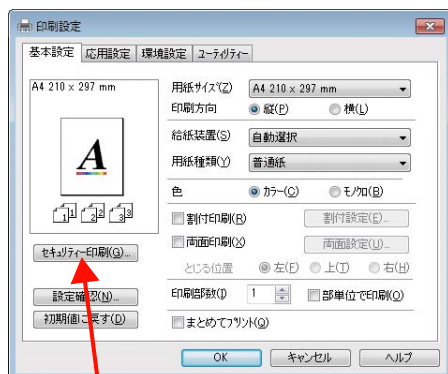 印刷設定
基本設定 応用設定 環境設定 ユーティリティー
A4 210 x 297 mm
用紙サイズ(Z) A4 210 x 297 mm
印刷方向 縦(P) 横(L)
給紙装置(S) 自動選択
用紙種類(Y) 普通紙
A
色 カラー(C) モノクロ(B)
1 1 2 2 3 3
割付印刷(R) 割付設定(E)...
両面印刷(X) 両面設定(U)...
セキュリティー印刷(G)...
とじる位置 左(F) 上(T) 右(H)
設定確認(N)...
印刷部数(I) 1 部単位で印刷(O)
初期値に戻す(D)
まとめてプリント(Q)
OK キャンセル ヘルプ